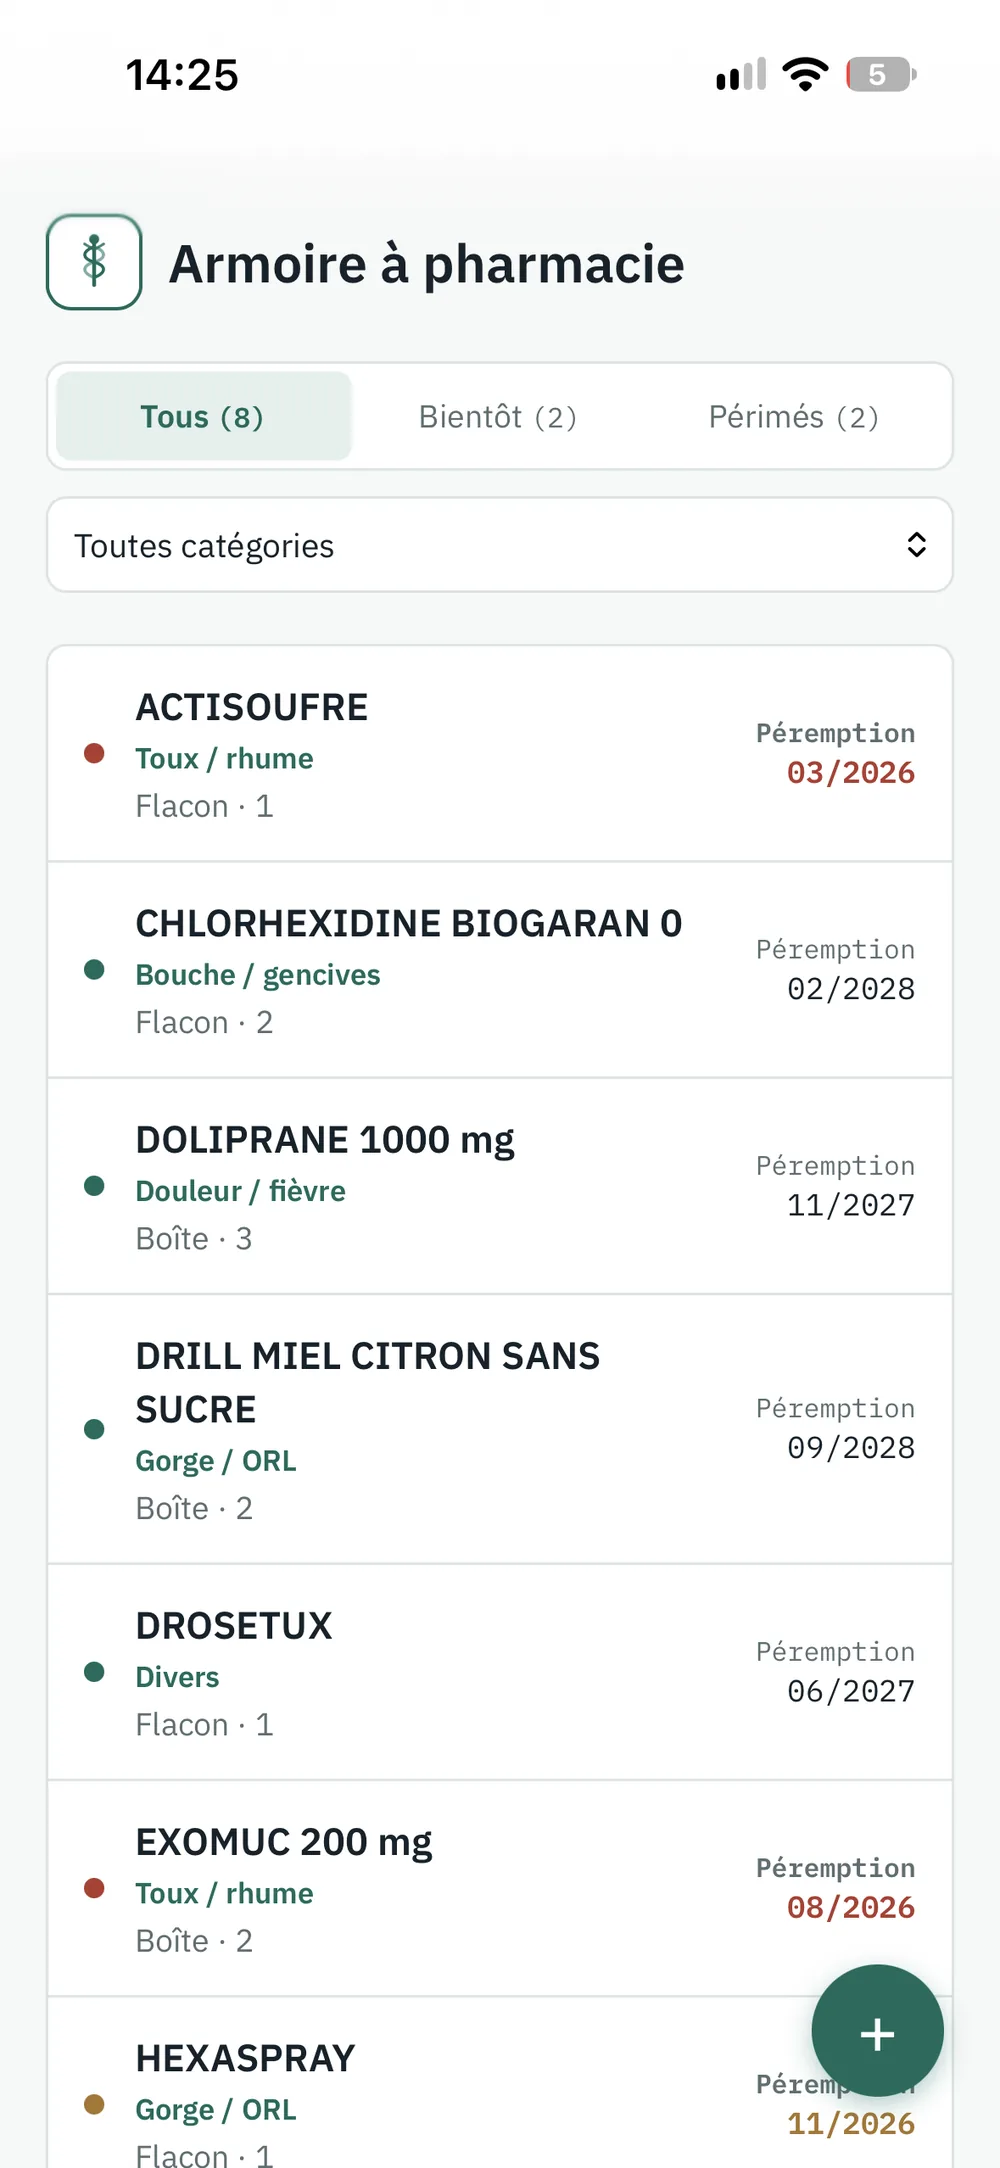 14:25
5
Armoire à pharmacie
Tous (8)
Bientôt (2)
Périmés (2)
Toutes catégories
ACTISOUFRE
Toux / rhume
Flacon · 1
Péremption
03/2026
CHLORHEXIDINE BIOGARAN 0
Bouche / gencives
Flacon · 2
Péremption
02/2028
DOLIPRANE 1000 mg
Douleur / fièvre
Boîte · 3
Péremption
11/2027
DRILL MIEL CITRON SANS
SUCRE
Gorge / ORL
Boîte · 2
Péremption
09/2028
DROSETUX
Divers
Flacon · 1
Péremption
06/2027
EXOMUC 200 mg
Toux / rhume
Boîte · 2
Péremption
08/2026
+
HEXASPRAY
Gorge / ORL
Flacon · 1
Péremption
11/2026